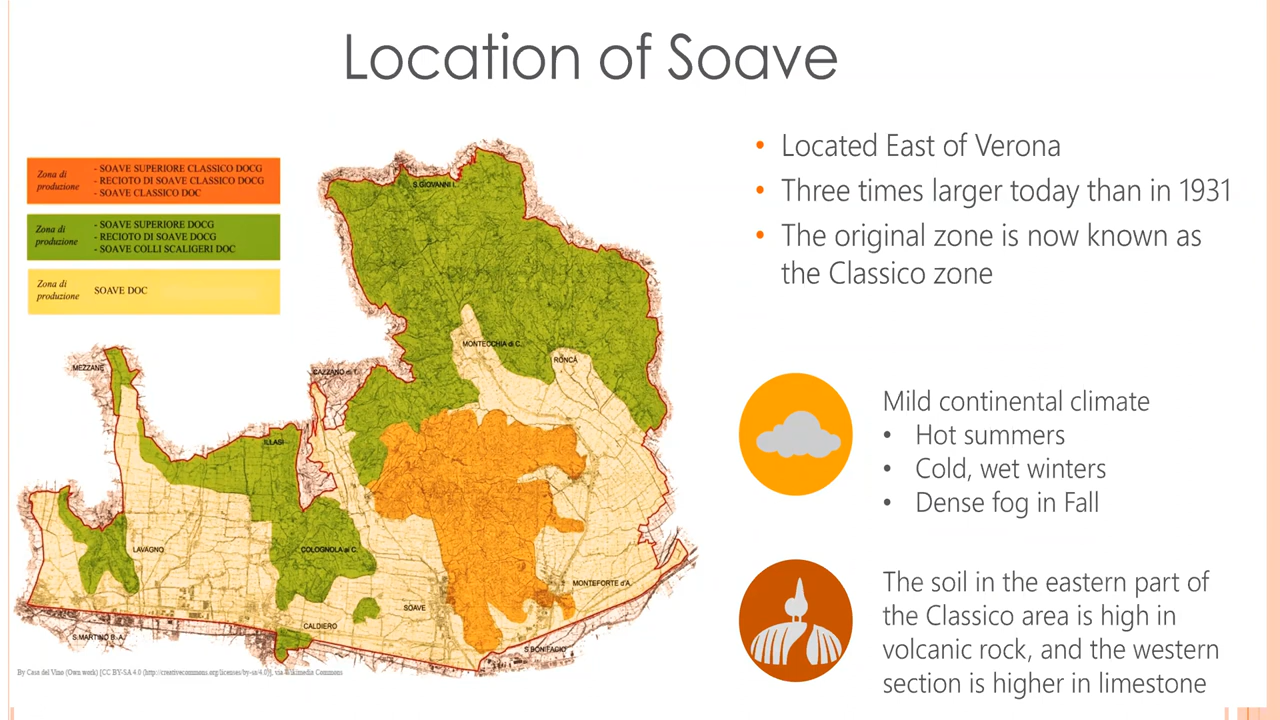 Location of Soave
Zona di
produzione
- SOAVE SUPERIORE CLASSICO DOCG
- RECIOTO DI SOAVE CLASSICO DOCG
- SOAVE CLASSICO DOC
Zona di
produzione
- SOAVE SUPERIORE DOCG
- RECIOTO DI SOAVE DOCG
- SOAVE COLLI SCALIGERI DOC
Zona di
produzione
SOAVE DOC
S.GIOVANNI I.
MONTECCHIA di C.
RONCÀ
MEZZANE
CAZZANO di T.
ILLASI
LAVAGNO
COLOGNOLA ai C.
MONTEFORTE d'A.
SOAVE
CALDIERO
S.MARTINO B. A.
S.BONIFACIO
By Casa del Vino (Own work) [CC BY-SA 4.0 (http://creativecommons.org/licenses/by-sa/4.0)], via Wikimedia Commons
• Located East of Verona
• Three times larger today than in 1931
• The original zone is now known as
the Classico zone
Mild continental climate
• Hot summers
• Cold, wet winters
• Dense fog in Fall
The soil in the eastern part of
the Classico area is high in
volcanic rock, and the western
section is higher in limestone